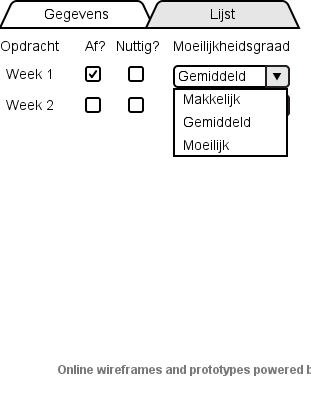 Gegevens Lijst
Opdracht Af? Nuttig? Moeilijkheidsgraad
Week 1 Gemiddeld
Week 2
Makkelijk
Gemiddeld
Moeilijk
Online wireframes and prototypes powered